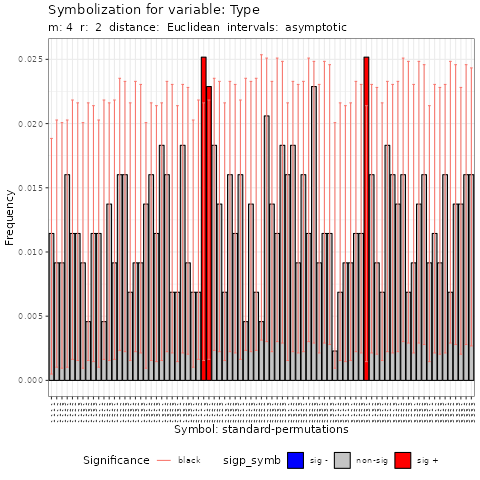 Symbolization for variable: Type
m: 4 r: 2 distance: Euclidean intervals: asymptotic
Frequency
0.025
0.020
0.015
0.010
0.005
0.000
Symbol: standard-permutations
Significance black sigp_symb sig - non-sig sig +